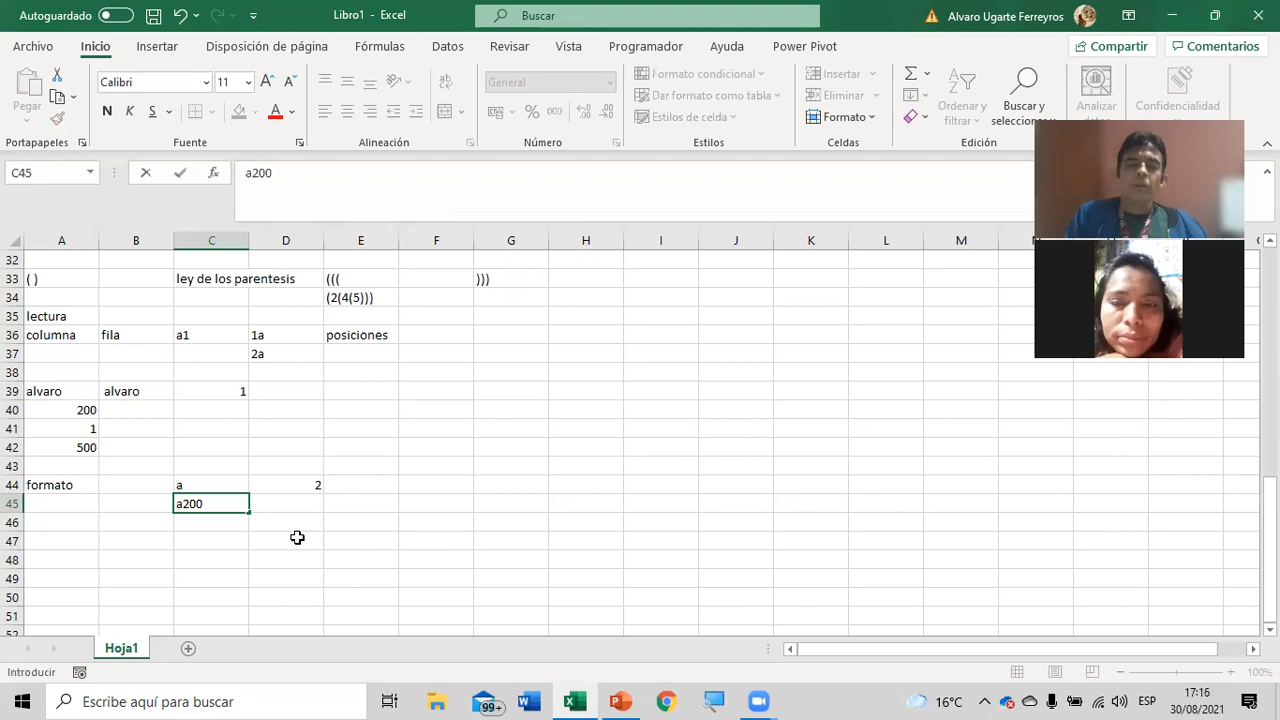 Autoguardado
Libro1 - Excel
Buscar
Alvaro Ugarte Ferreyros
Archivo Inicio Insertar Disposición de página Fórmulas Datos Revisar Vista Programador Ayuda Power Pivot
Compartir Comentarios
Pegar
Calibri 11
N K S
General
% 000
Formato condicional
Dar formato como tabla
Estilos de celda
Insertar
Eliminar
Formato
Ordenar y filtrar
Buscar y seleccionar
Analizar datos
Confidencialidad
Portapapeles Fuente Alineación Número Estilos Celdas Edición
C45 fx a200
A B C D E F G H I J K L M
32
33 ( ) ley de los parentesis ((( )))
34 (2(4(5)))
35 lectura
36 columna fila a1 1a posiciones
37 2a
38
39 alvaro alvaro 1
40 200
41 1
42 500
43
44 formato a 2
45 a200
46
47
48
49
50
51
52
Hoja1
Introducir
100%
Escribe aquí para buscar
99+
16°C
ESP
17:16
30/08/2021